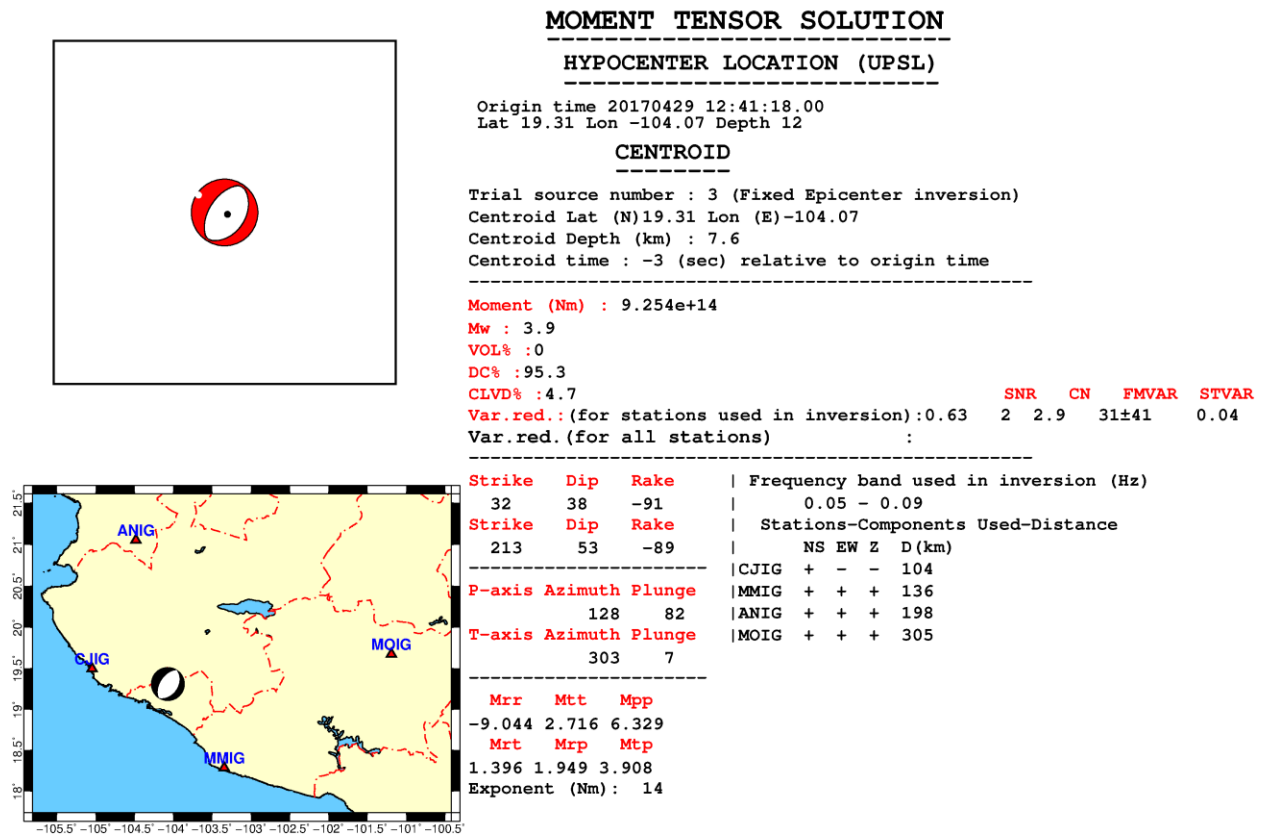 MOMENT TENSOR SOLUTION
HYPOCENTER LOCATION (UPSL)
Origin time 20170429 12:41:18.00
Lat 19.31 Lon -104.07 Depth 12
CENTROID
Trial source number : 3 (Fixed Epicenter inversion)
Centroid Lat (N)19.31 Lon (E)-104.07
Centroid Depth (km) : 7.6
Centroid time : -3 (sec) relative to origin time
Moment (Nm) : 9.254e+14
Mw : 3.9
VOL% :0
DC% :95.3
CLVD% :4.7 SNR CN FMVAR STVAR
Var.red.:(for stations used in inversion):0.63 2 2.9 31±41 0.04
Var.red.(for all stations) :
Strike Dip Rake | Frequency band used in inversion (Hz)
32 38 -91 | 0.05 - 0.09
Strike Dip Rake | Stations-Components Used-Distance
213 53 -89 | NS EW Z D(km)
|CJIG + - - 104
P-axis Azimuth Plunge |MMIG + + + 136
128 82 |ANIG + + + 198
T-axis Azimuth Plunge |MOIG + + + 305
303 7
Mrr Mtt Mpp
-9.044 2.716 6.329
Mrt Mrp Mtp
1.396 1.949 3.908
Exponent (Nm): 14
21.5°
21°
20.5°
20°
19.5°
19°
18.5°
18°
ANIG
MOIG
CJIG
MMIG
-105.5° -105° -104.5° -104° -103.5° -103° -102.5° -102° -101.5° -101° -100.5°